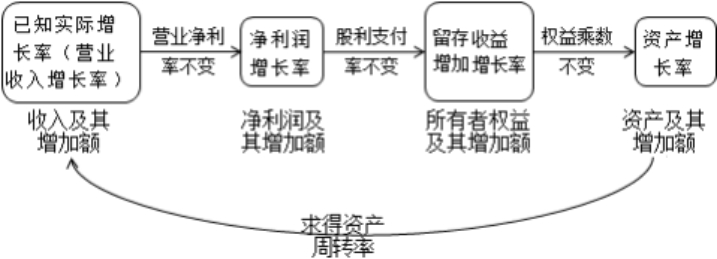 已知实际增
长率（营业
收入增长率）
营业净利
率不变
净利润
增长率
股利支付
率不变
留存收益
增加增长率
权益乘数
不变
资产增
长率
收入及其
增加额
净利润及
其增加额
所有者权益
及其增加额
资产及其
增加额
求得资产
周转率